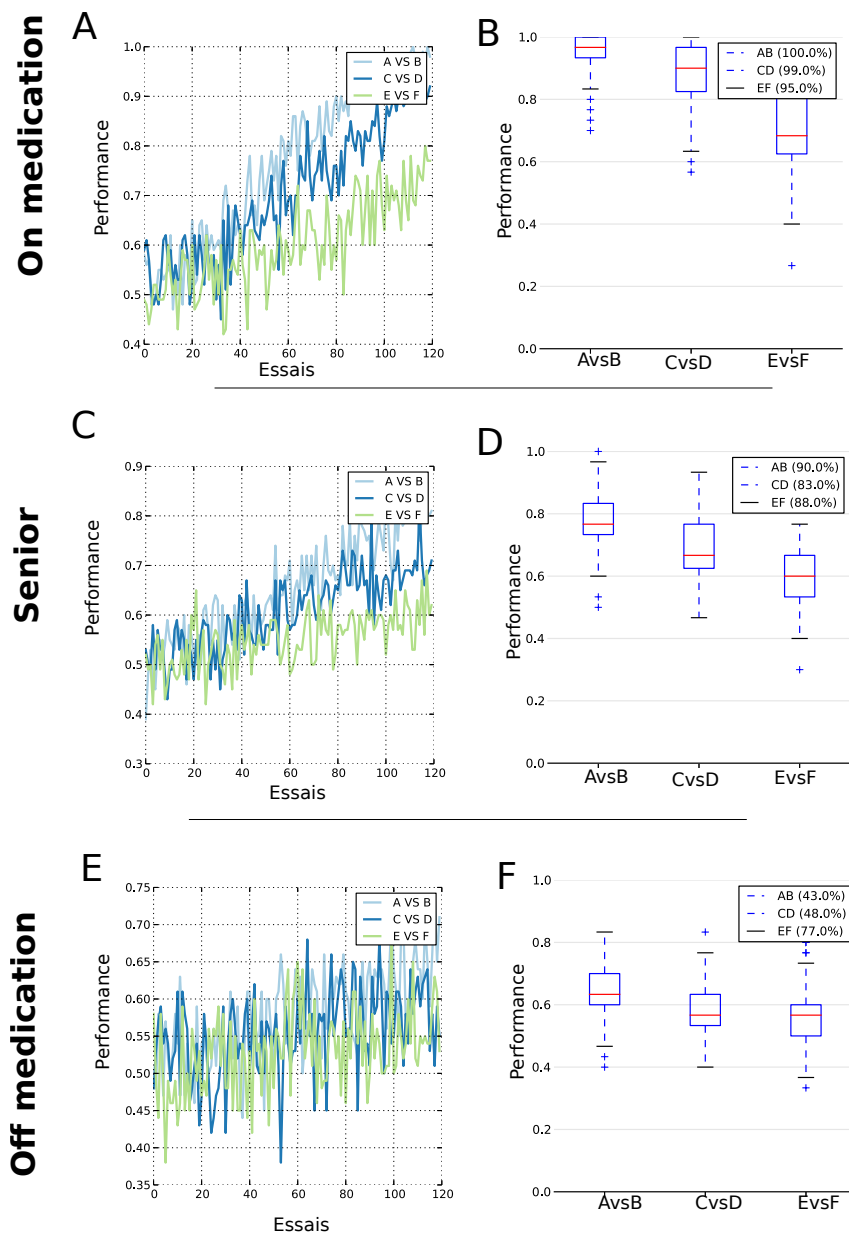 On medication
A
1.0
0.9
0.8
0.7
0.6
0.5
0.4
Performance
A VS B
C VS D
E VS F
0 20 40 60 80 100 120
Essais
B
1.0
0.8
0.6
0.4
0.2
0.0
Performance
AB (100.0%)
CD (99.0%)
EF (95.0%)
AvsB CvsD EvsF
Senior
C
0.9
0.8
0.7
0.6
0.5
0.4
0.3
Performance
A VS B
C VS D
E VS F
0 20 40 60 80 100 120
Essais
D
1.0
0.8
0.6
0.4
0.2
0.0
Performance
AB (90.0%)
CD (83.0%)
EF (88.0%)
AvsB CvsD EvsF
Off medication
E
0.75
0.70
0.65
0.60
0.55
0.50
0.45
0.40
0.35
Performance
A VS B
C VS D
E VS F
0 20 40 60 80 100 120
Essais
F
1.0
0.8
0.6
0.4
0.2
0.0
Performance
AB (43.0%)
CD (48.0%)
EF (77.0%)
AvsB CvsD EvsF